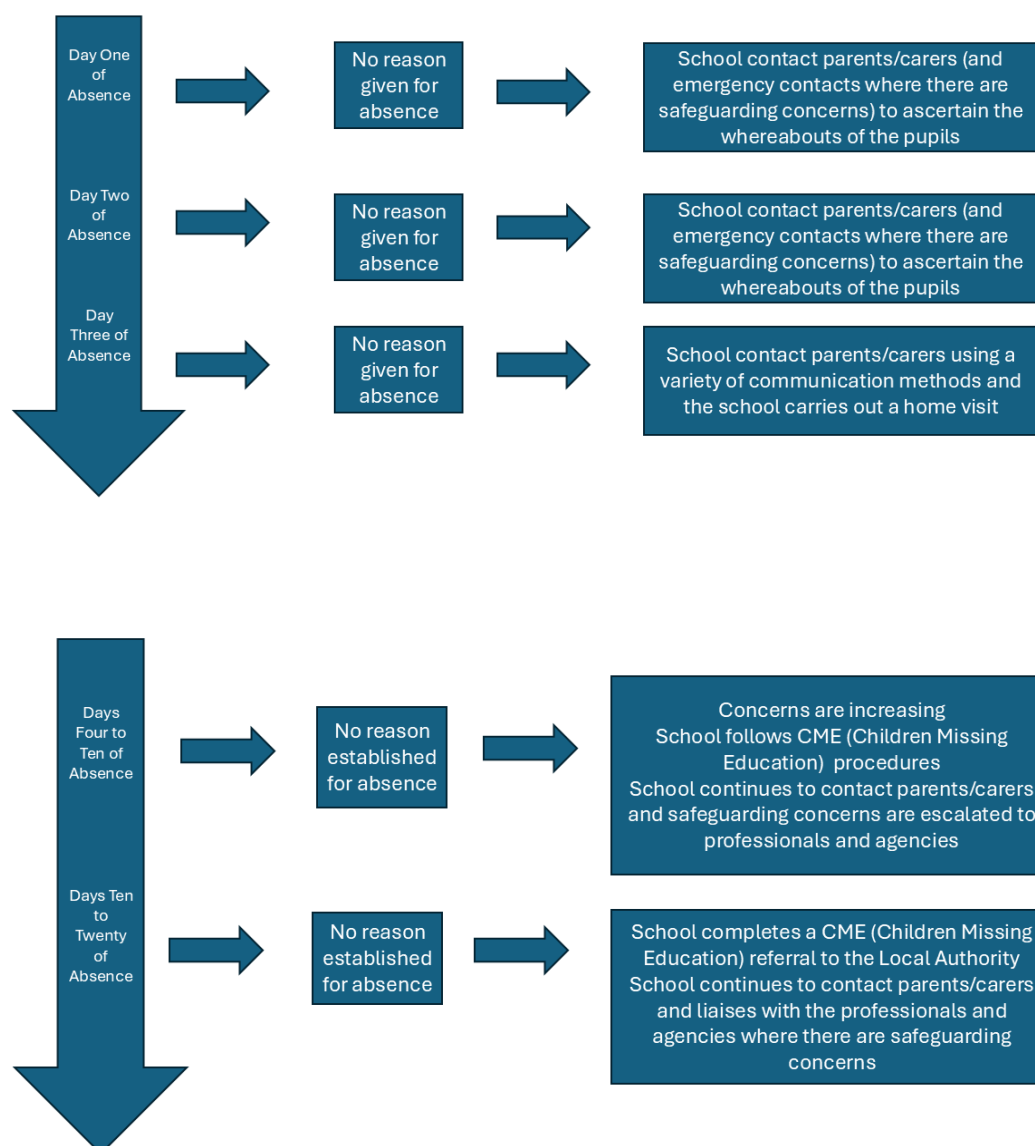 Day One
of
Absence
No reason
given for
absence
School contact parents/carers (and
emergency contacts where there are
safeguarding concerns) to ascertain the
whereabouts of the pupils
Day Two
of
Absence
No reason
given for
absence
School contact parents/carers (and
emergency contacts where there are
safeguarding concerns) to ascertain the
whereabouts of the pupils
Day
Three of
Absence
No reason
given for
absence
School contact parents/carers using a
variety of communication methods and
the school carries out a home visit
Days
Four to
Ten of
Absence
No reason
established
for absence
Concerns are increasing
School follows CME (Children Missing
Education) procedures
School continues to contact parents/carers
and safeguarding concerns are escalated to
professionals and agencies
Days Ten
to
Twenty
of
Absence
No reason
established
for absence
School completes a CME (Children Missing
Education) referral to the Local Authority
School continues to contact parents/carers
and liaises with the professionals and
agencies where there are safeguarding
concerns